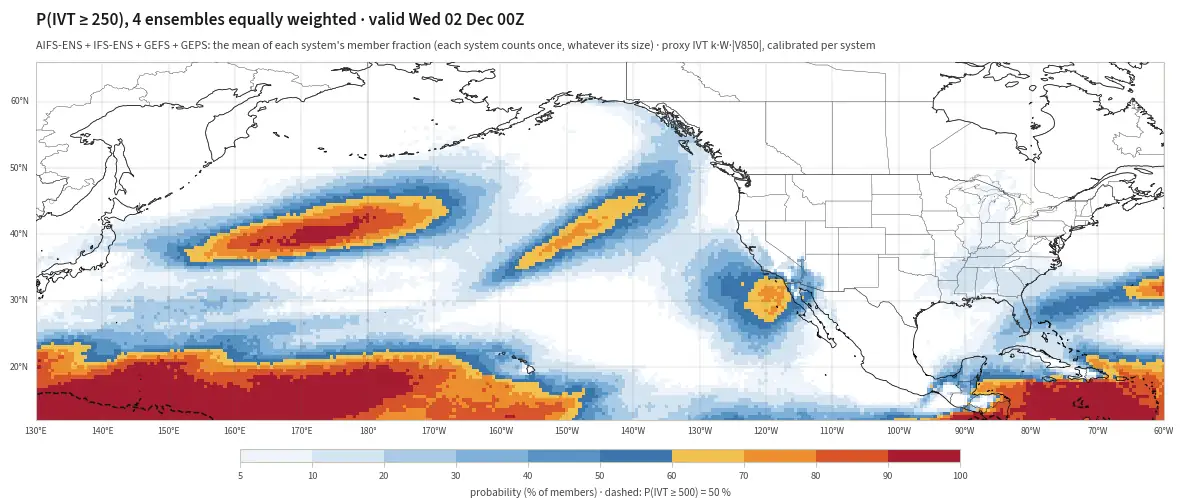 P(IVT ≥ 250), 4 ensembles equally weighted · valid Wed 02 Dec 00Z
AIFS-ENS + IFS-ENS + GEFS + GEPS: the mean of each system's member fraction (each system counts once, whatever its size) · proxy IVT k·W·|V850|, calibrated per system
60°N
50°N
40°N
30°N
20°N
130°E 140°E 150°E 160°E 170°E 180° 170°W 160°W 150°W 140°W 130°W 120°W 110°W 100°W 90°W 80°W 70°W 60°W
5 10 20 30 40 50 60 70 80 90 100
probability (% of members) · dashed: P(IVT ≥ 500) = 50 %